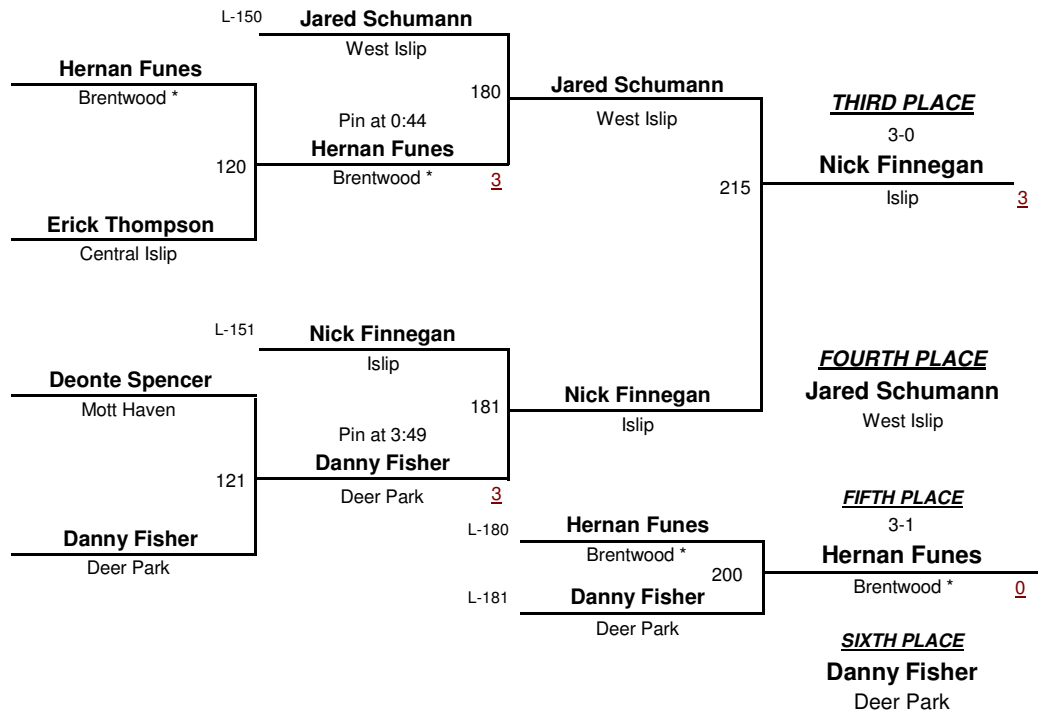 L-150
Jared Schumann
West Islip
Hernan Funes
Brentwood *
180
Jared Schumann
West Islip
THIRD PLACE
3-0
Nick Finnegan
Islip
3
Pin at 0:44
Hernan Funes
Brentwood *
3
120
215
Erick Thompson
Central Islip
L-151
Nick Finnegan
Islip
Deonte Spencer
Mott Haven
181
Nick Finnegan
Islip
FOURTH PLACE
Jared Schumann
West Islip
Pin at 3:49
Danny Fisher
Deer Park
3
121
Danny Fisher
Deer Park
L-180
Hernan Funes
Brentwood *
200
L-181
Danny Fisher
Deer Park
FIFTH PLACE
3-1
Hernan Funes
Brentwood *
0
SIXTH PLACE
Danny Fisher
Deer Park